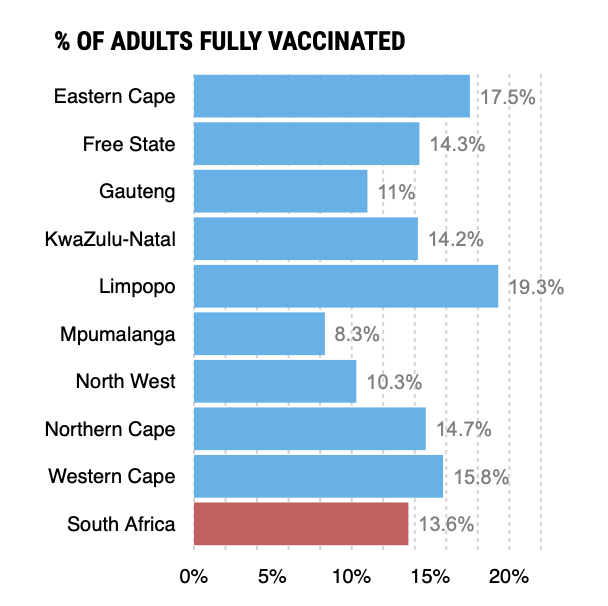 % OF ADULTS FULLY VACCINATED
Eastern Cape 17.5%
Free State 14.3%
Gauteng 11%
KwaZulu-Natal 14.2%
Limpopo 19.3%
Mpumalanga 8.3%
North West 10.3%
Northern Cape 14.7%
Western Cape 15.8%
South Africa 13.6%
0% 5% 10% 15% 20%